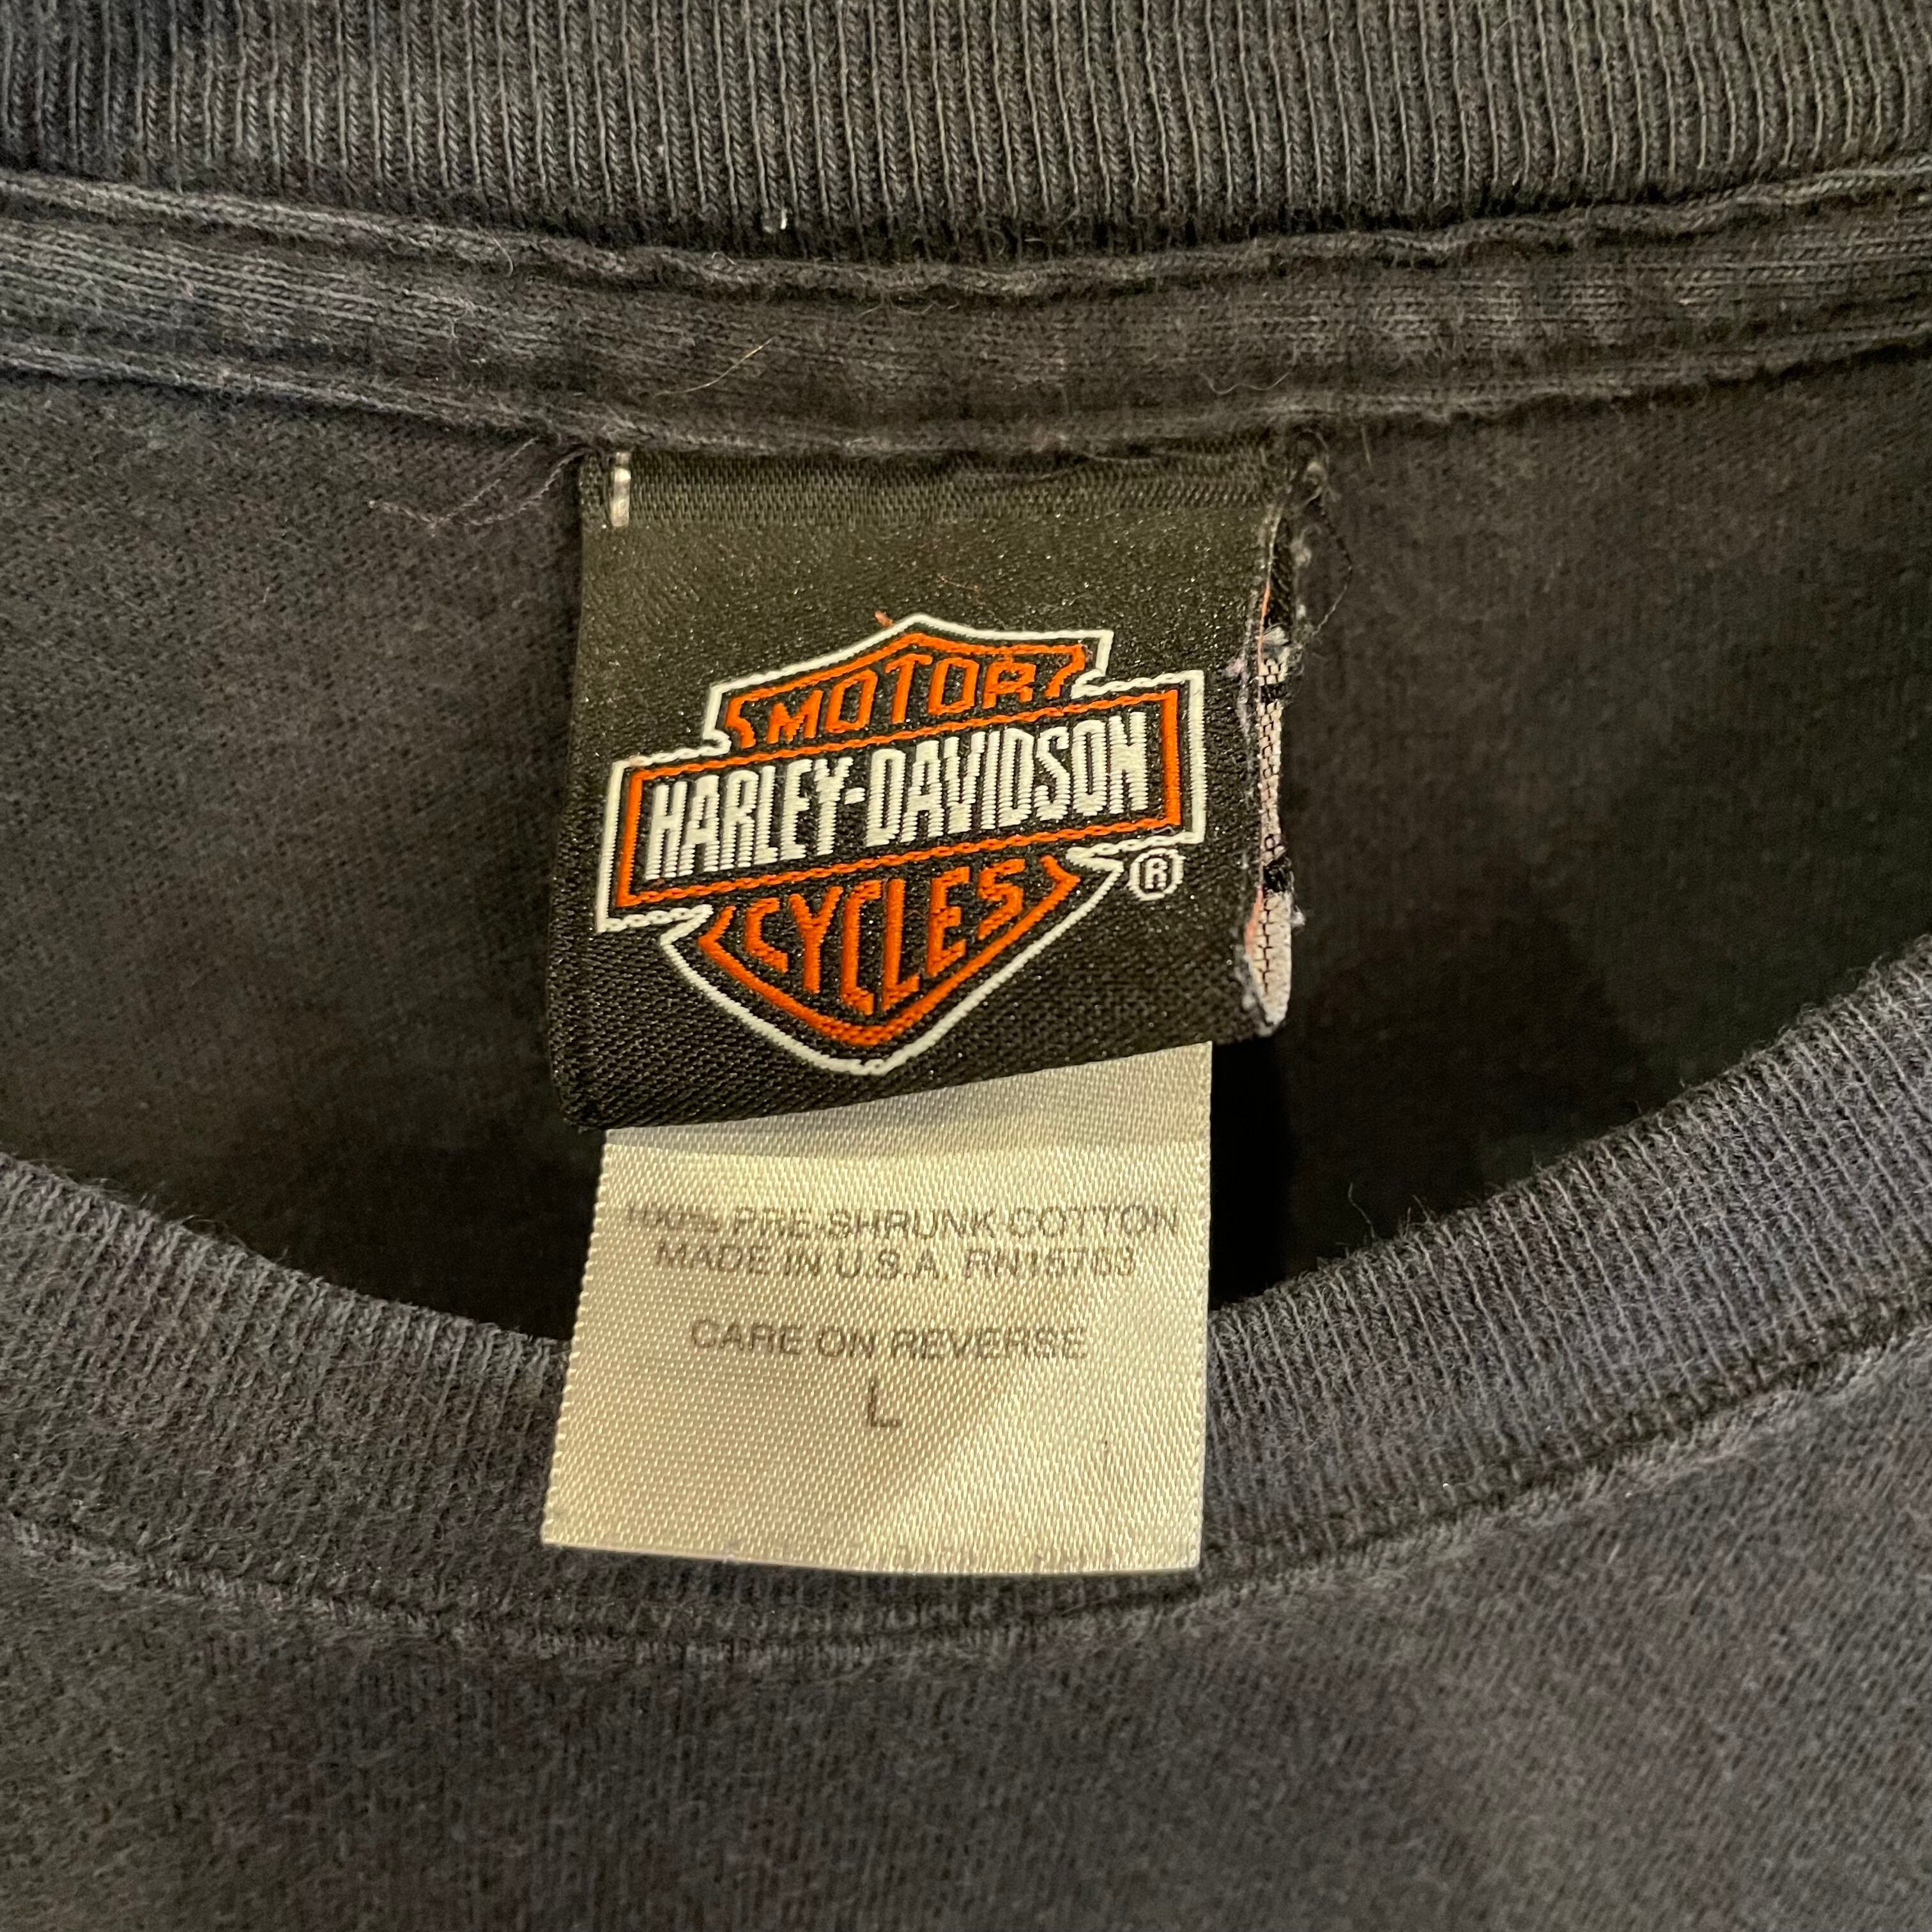 MOTOR
HARLEY-DAVIDSON
CYCLES
®
100% PRE-SHRUNK COTTON
MADE IN U.S.A. RN15763
CARE ON REVERSE
L